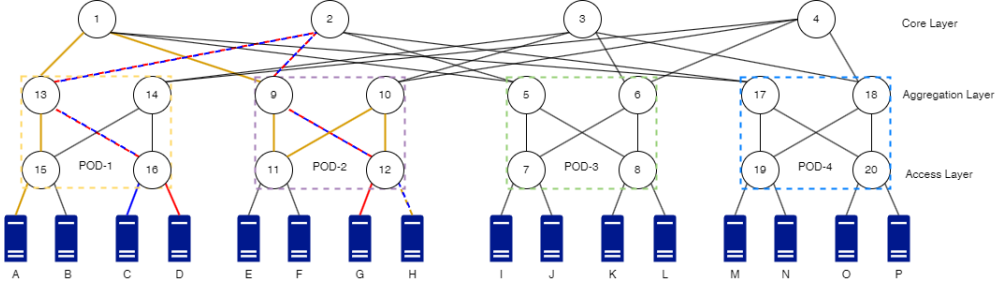 1 2 3 4 Core Layer
13 14 9 10 5 6 17 18 Aggregation Layer
15 POD-1 16 11 POD-2 12 7 POD-3 8 19 POD-4 20 Access Layer
A B C D E F G H I J K L M N O P